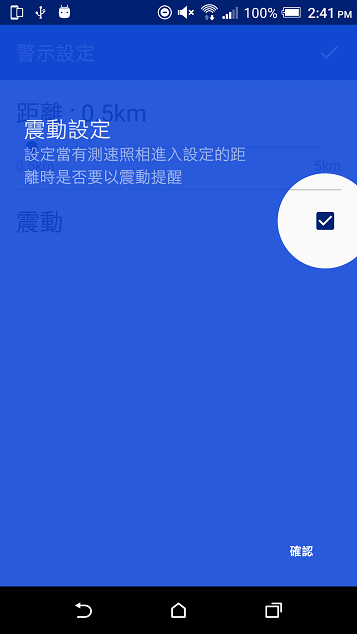 100% 2:41 PM
警示設定
距離 : 0.5km
震動設定
設定當有測速照相進入設定的距
離時是否要以震動提醒
0.5km 5km
震動
確認